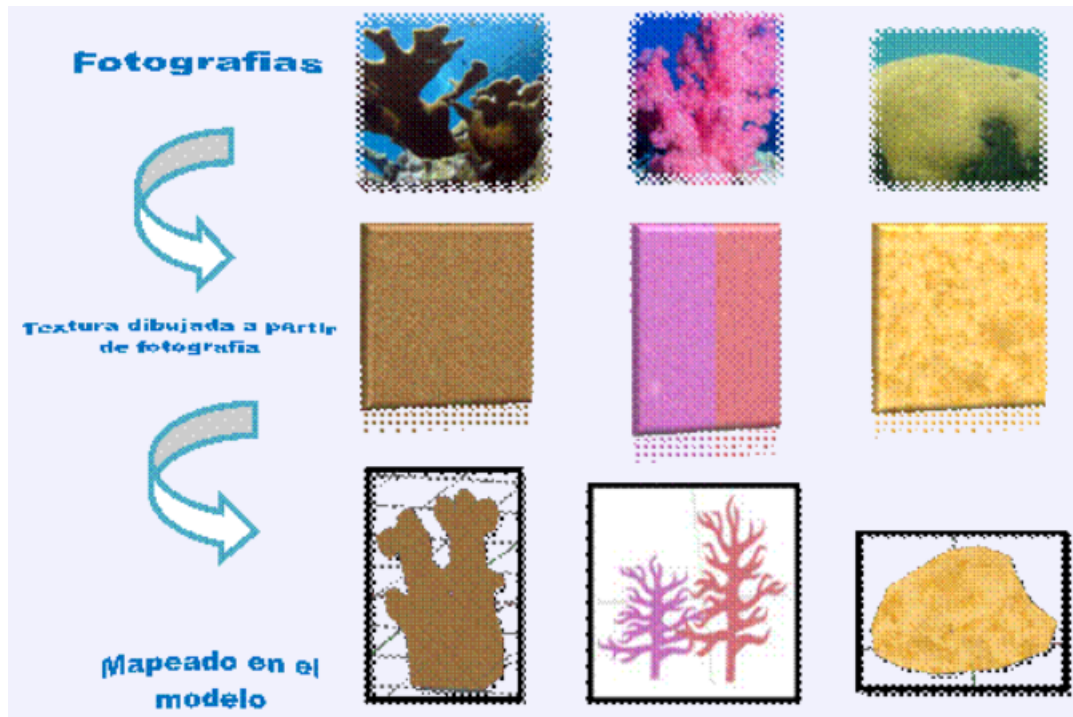 Fotografias
Textura dibujada a partir
de fotografia
Mapeado en el
modelo